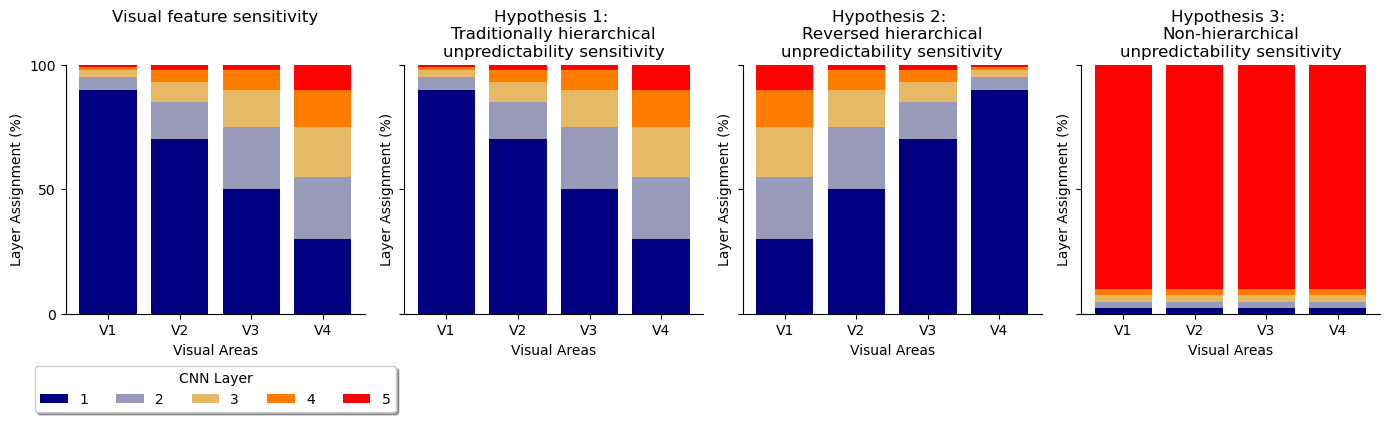 Visual feature sensitivity
Hypothesis 1:
Traditionally hierarchical
unpredictability sensitivity
Hypothesis 2:
Reversed hierarchical
unpredictability sensitivity
Hypothesis 3:
Non-hierarchical
unpredictability sensitivity
Layer Assignment (%)
100
50
0
V1 V2 V3 V4
Visual Areas
Layer Assignment (%)
V1 V2 V3 V4
Visual Areas
Layer Assignment (%)
V1 V2 V3 V4
Visual Areas
Layer Assignment (%)
V1 V2 V3 V4
Visual Areas
CNN Layer
1 2 3 4 5